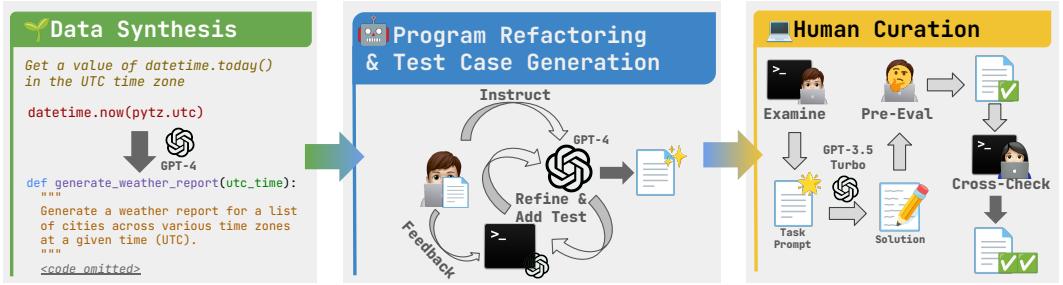 Data Synthesis
Get a value of datetime.today()
in the UTC time zone
datetime.now(pytz.utc)
GPT-4
def generate_weather_report(utc_time):
"""
Generate a weather report for a list
of cities across various time zones
at a given time (UTC).
"""
<code omitted>
Program Refactoring
& Test Case Generation
Instruct
GPT-4
Refine &
Add Test
>_
Feedback
Human Curation
>_
Examine
Pre-Eval
GPT-3.5
Turbo
>_
Cross-Check
Task
Prompt
Solution